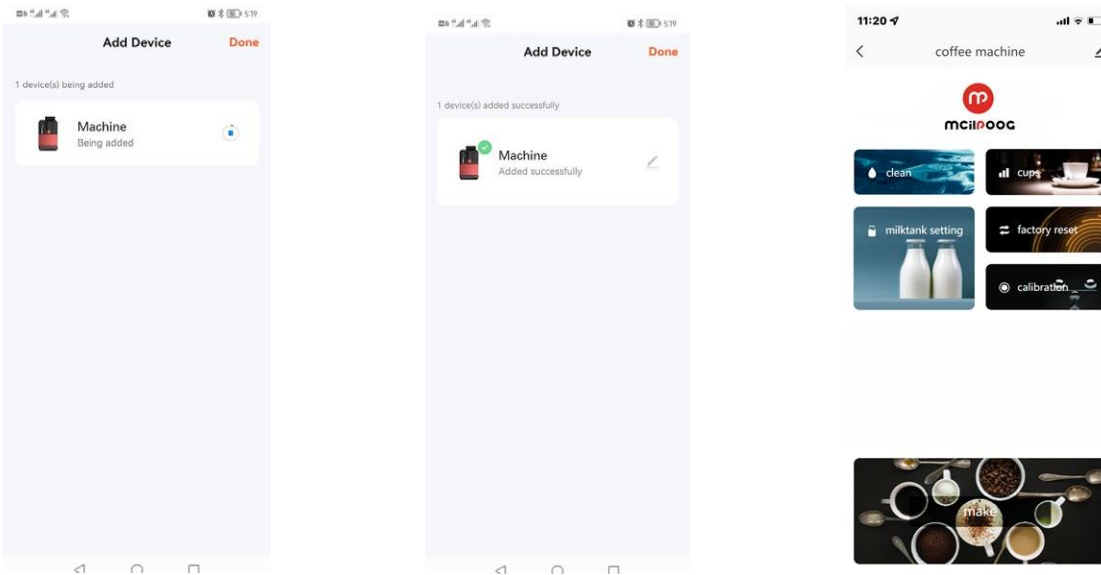 5:19
Add Device Done
1 device(s) being added
Machine
Being added
5:19
Add Device Done
1 device(s) added successfully
Machine
Added successfully
11:20
coffee machine
mcilpoog
clean
cups
milktank setting
factory reset
calibration
make